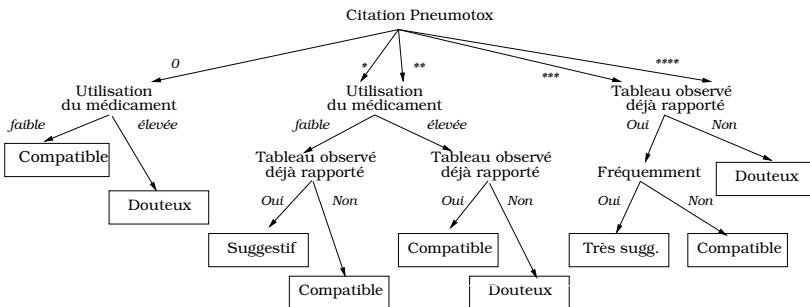 Citation Pneumotox
0
*
**
***
****
Utilisation
du médicament
Utilisation
du médicament
Tableau observé
déjà rapporté
faible
élevée
faible
élevée
Oui
Non
Compatible
Tableau observé
déjà rapporté
Tableau observé
déjà rapporté
Fréquemment
Douteux
Douteux
Oui
Non
Oui
Non
Oui
Non
Suggestif
Compatible
Très sugg.
Compatible
Compatible
Douteux